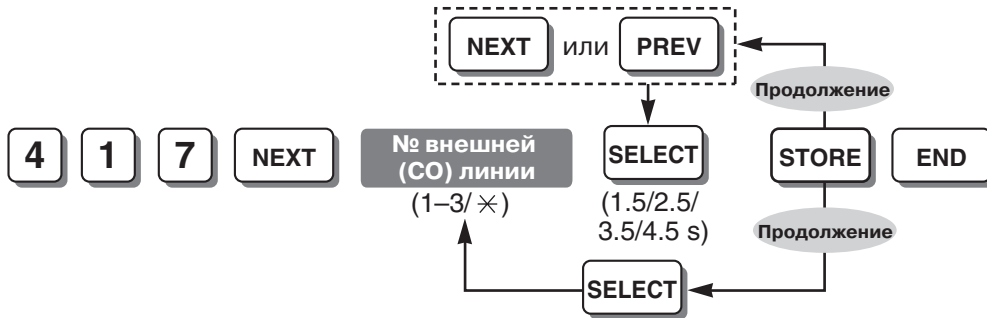 NEXT или PREV
Продолжение
4 1 7 NEXT № внешней (CO) линии SELECT STORE END
(1–3/✳) (1.5/2.5/
3.5/4.5 s)
Продолжение
SELECT